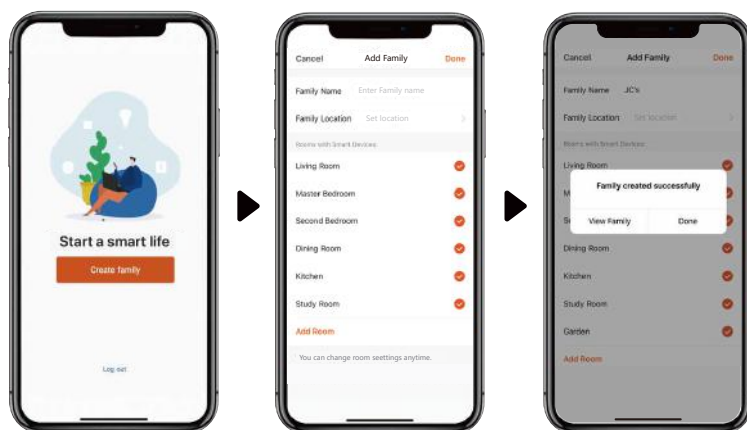 Start a smart life
Create family
Log out
Cancel Add Family Done
Family Name Enter Family name
Family Location Set location
Rooms with Smart Devices:
Living Room
Master Bedroom
Second Bedroom
Dining Room
Kitchen
Study Room
Add Room
You can change room seettings anytime.
Cancel Add Family Done
Family Name JC's
Family Location Set location
Rooms with Smart Devices:
Living Room
Family created successfully
M
View Family Done
Se
Dining Room
Kitchen
Study Room
Garden
Add Room